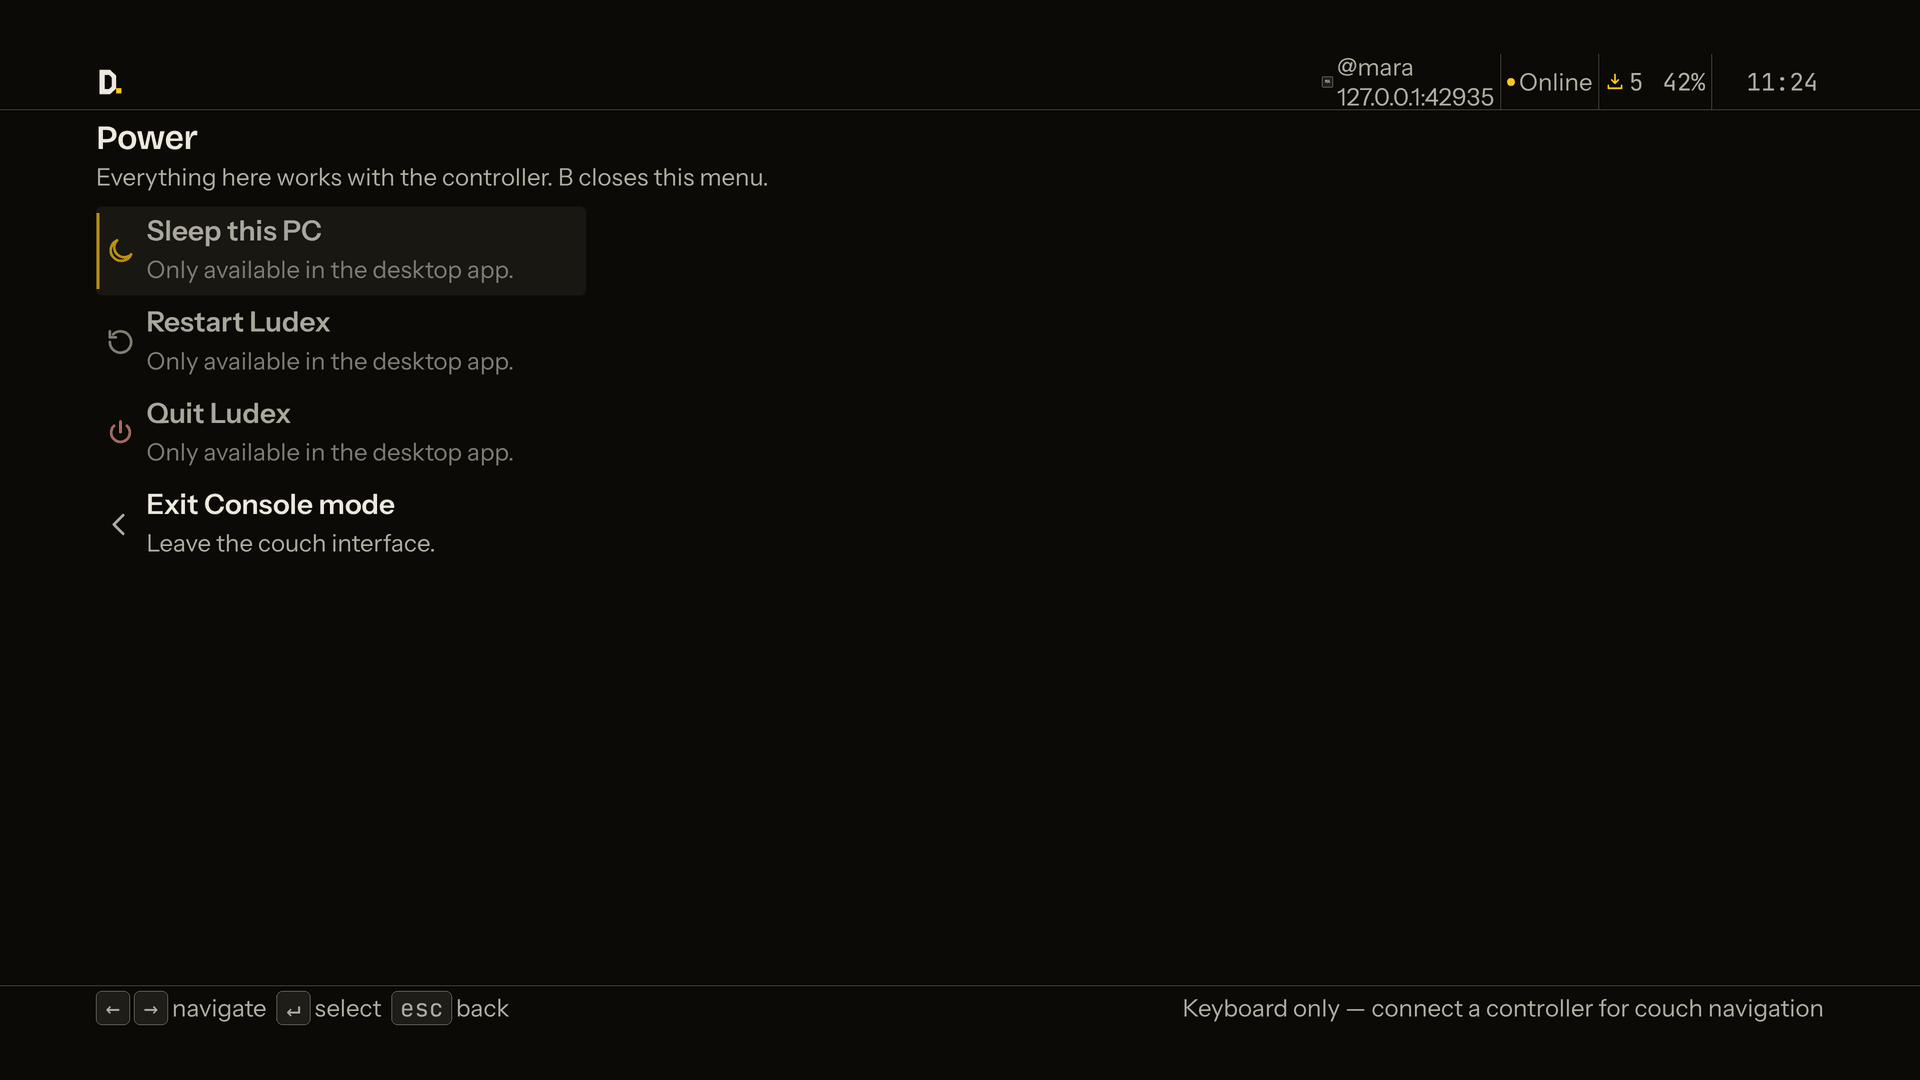 D.
@mara
127.0.0.1:42935
Online
5 42%
11:24
Power
Everything here works with the controller. B closes this menu.
Sleep this PC
Only available in the desktop app.
Restart Ludex
Only available in the desktop app.
Quit Ludex
Only available in the desktop app.
Exit Console mode
Leave the couch interface.
← → navigate ↵ select esc back
Keyboard only — connect a controller for couch navigation